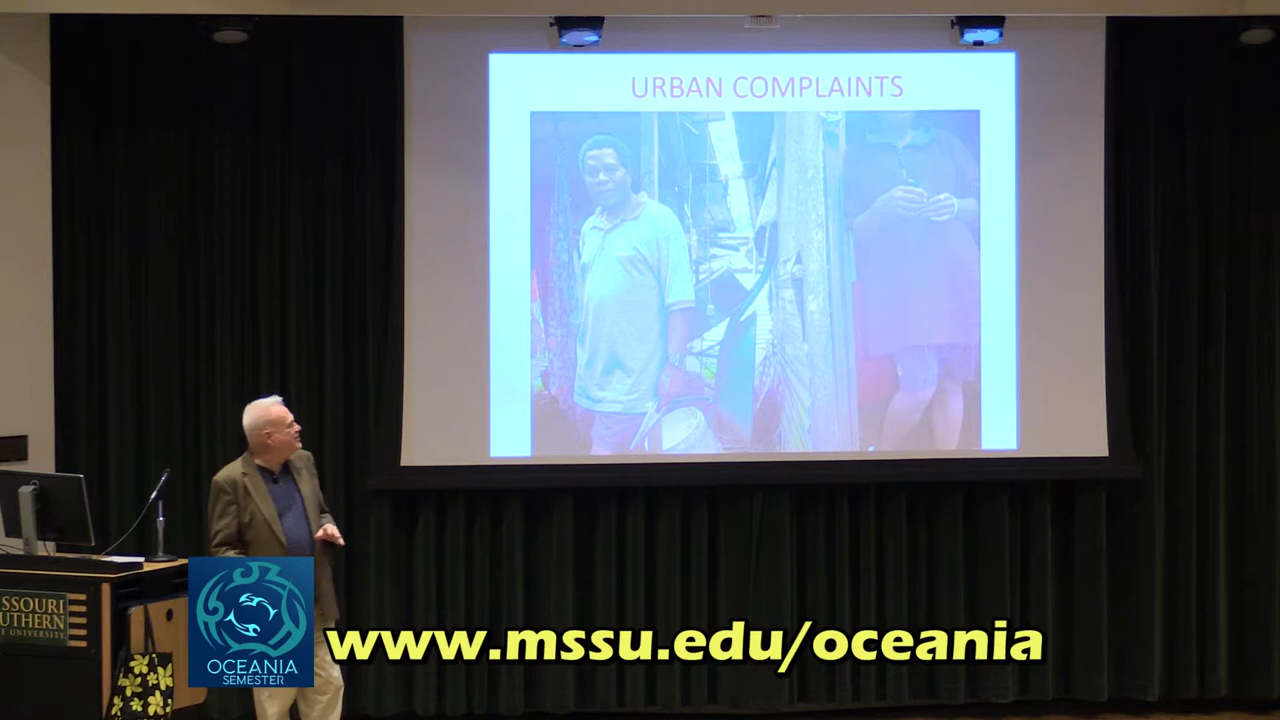 URBAN COMPLAINTS
SSOURI
UTHERN
UNIVERSITY
OCEANIA
SEMESTER
www.mssu.edu/oceania